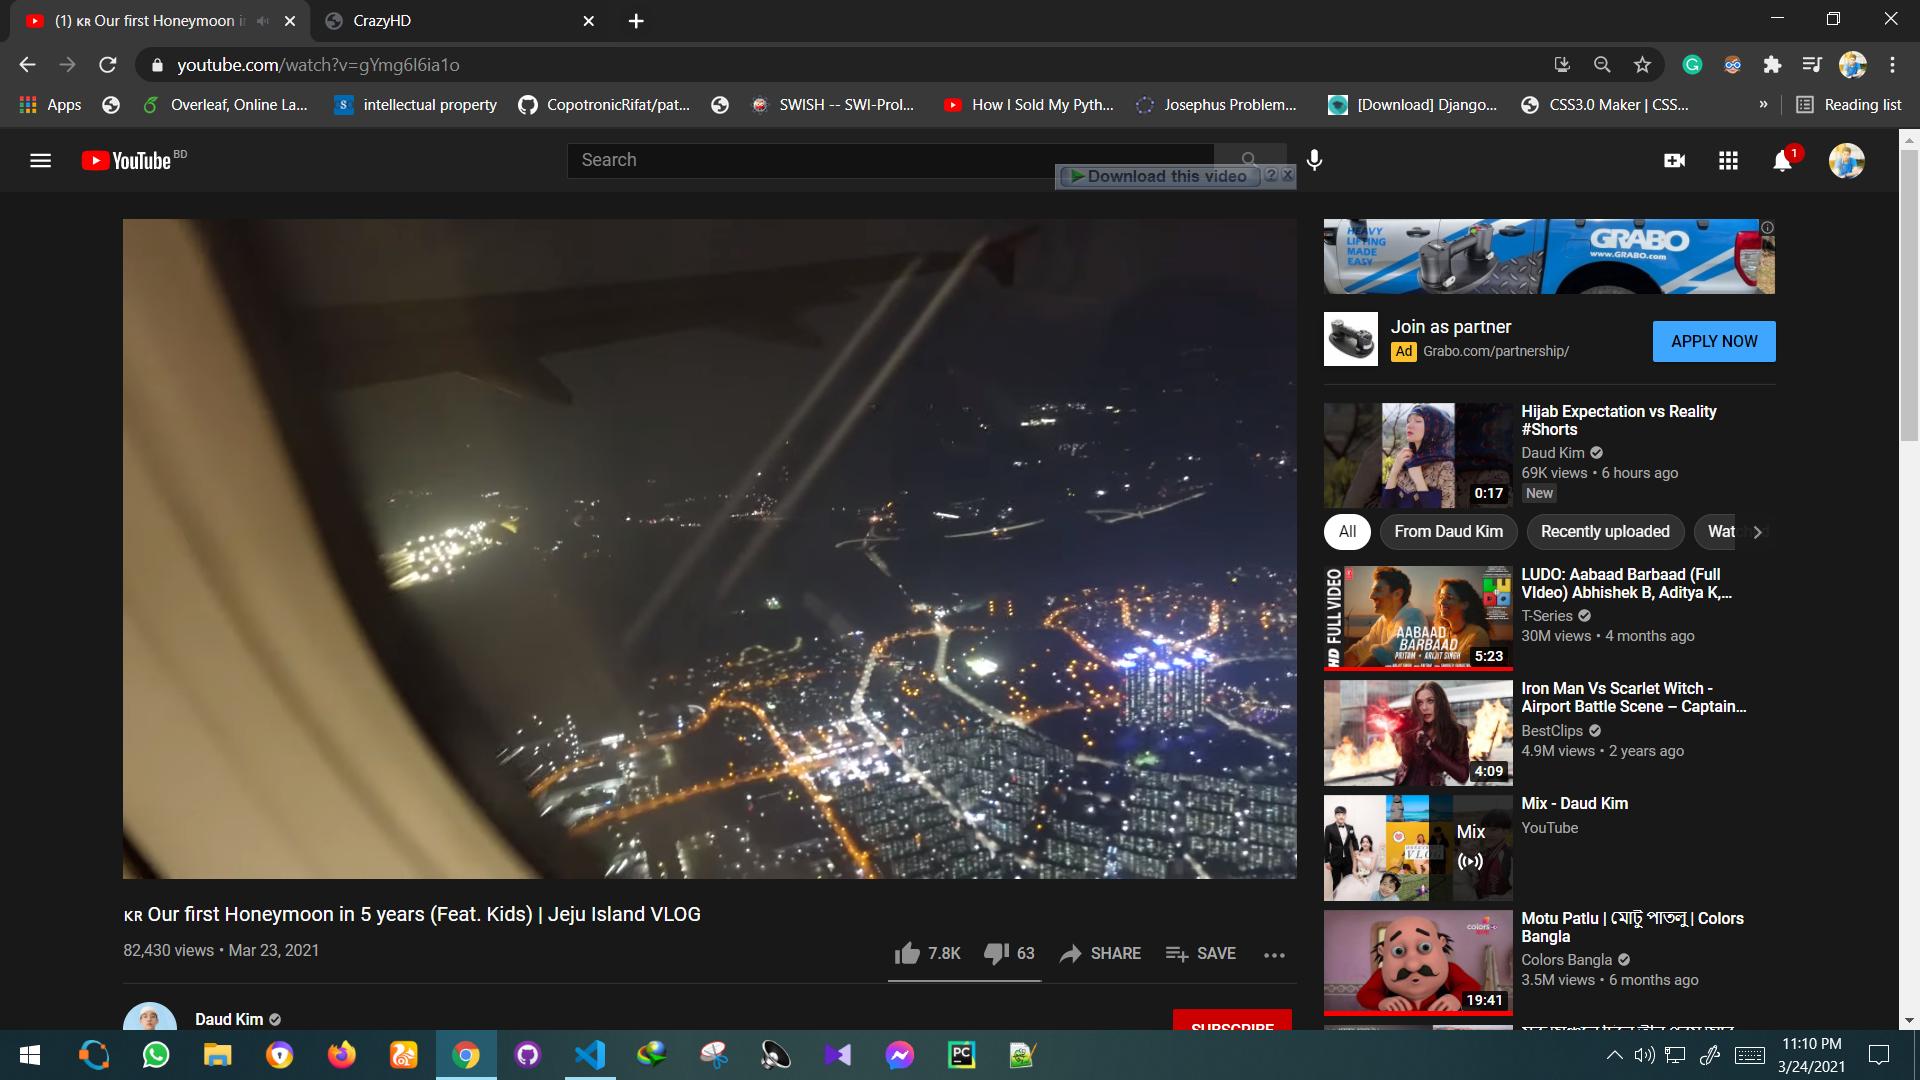 (1) ᴋʀ Our first Honeymoon i
CrazyHD
youtube.com/watch?v=gYmg6I6ia1o
Apps
Overleaf, Online La...
intellectual property
CopotronicRifat/pat...
SWISH -- SWI-Prol...
How I Sold My Pyth...
Josephus Problem...
[Download] Django...
CSS3.0 Maker | CSS...
»
Reading list
YouTube BD
Search
Download this video
1
HEAVY
LIFTING
MADE
EASY
GRABO
www.GRABO.com
Join as partner
Ad Grabo.com/partnership/
APPLY NOW
Hijab Expectation vs Reality
#Shorts
Daud Kim
69K views • 6 hours ago
New
0:17
All
From Daud Kim
Recently uploaded
HD FULL VIDEO
AABAAD
BARBAAD
PRITAM • ARIJIT SINGH
5:23
LUDO: Aabaad Barbaad (Full
VIdeo) Abhishek B, Aditya K,...
T-Series
30M views • 4 months ago
4:09
Iron Man Vs Scarlet Witch -
Airport Battle Scene – Captain...
BestClips
4.9M views • 2 years ago
Mix
Mix - Daud Kim
YouTube
colors
19:41
Motu Patlu | মোটু পাতলু | Colors
Bangla
Colors Bangla
3.5M views • 6 months ago
ᴋʀ Our first Honeymoon in 5 years (Feat. Kids) | Jeju Island VLOG
82,430 views • Mar 23, 2021
7.8K
63
SHARE
SAVE
Daud Kim
SUBSCRIBE
11:10 PM
3/24/2021